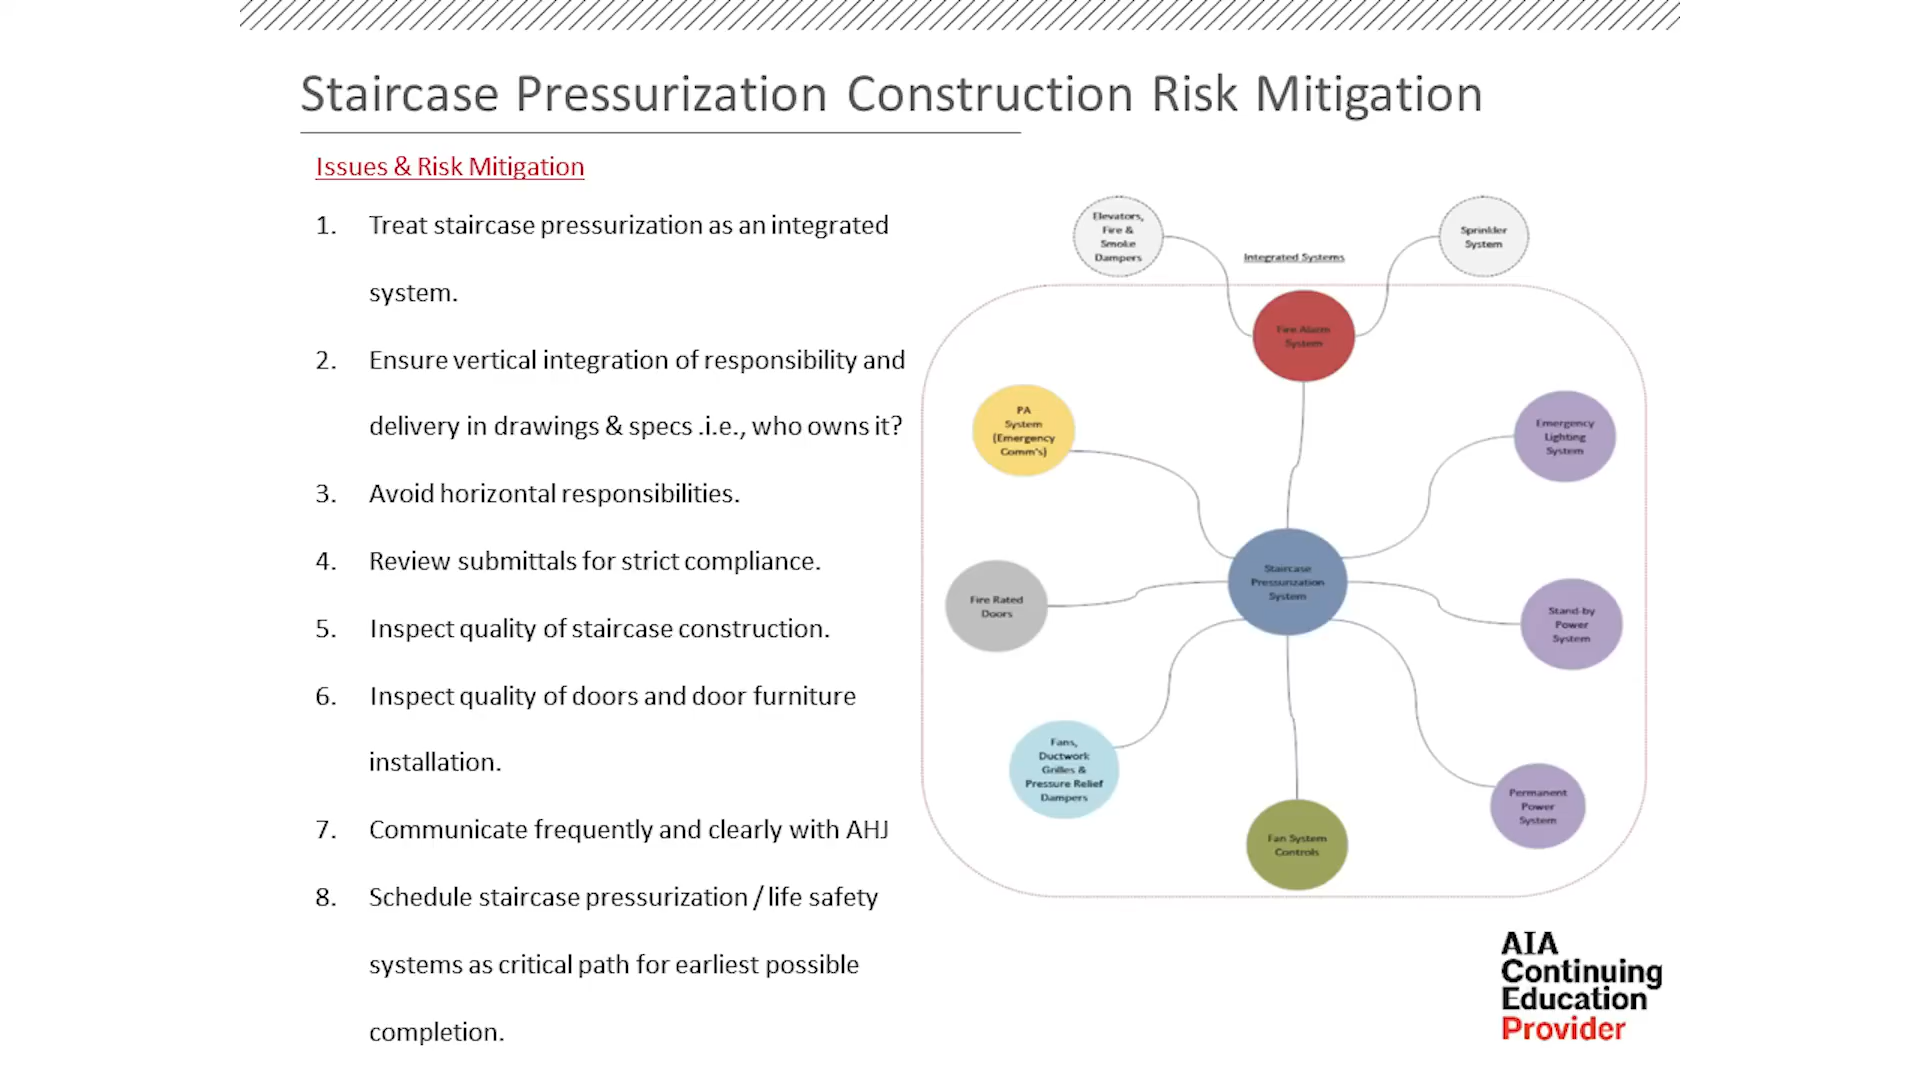 Staircase Pressurization Construction Risk Mitigation
Issues & Risk Mitigation
1. Treat staircase pressurization as an integrated
system.
2. Ensure vertical integration of responsibility and
delivery in drawings & specs .i.e., who owns it?
3. Avoid horizontal responsibilities.
4. Review submittals for strict compliance.
5. Inspect quality of staircase construction.
6. Inspect quality of doors and door furniture
installation.
7. Communicate frequently and clearly with AHJ
8. Schedule staircase pressurization / life safety
systems as critical path for earliest possible
completion.
Elevators,
Fire &
Smoke
Dampers
Integrated Systems
Sprinkler
System
Fire Alarm
System
PA
System
(Emergency
Comm's)
Emergency
Lighting
System
Staircase
Pressurization
System
Fire Rated
Doors
Stand-by
Power
System
Fans,
Ductwork
Grilles &
Pressure Relief
Dampers
Fan System
Controls
Permanent
Power
System
AIA
Continuing
Education
Provider